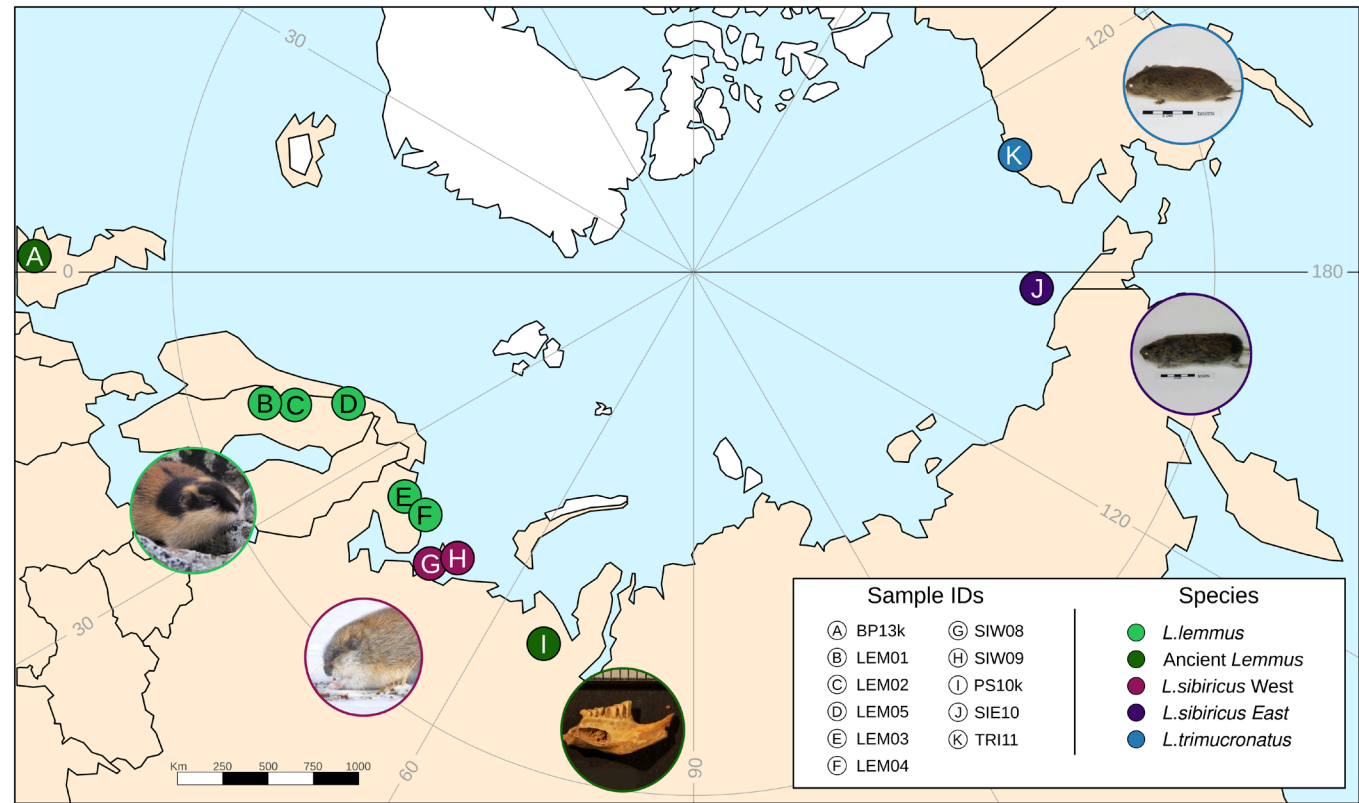 30
120
K
A
0
180
J
B
C
D
E
F
G
H
120
I
30
60
90
Km 250 500 750 1000
Sample IDs
A BP13k
B LEM01
C LEM02
D LEM05
E LEM03
F LEM04
G SIW08
H SIW09
I PS10k
J SIE10
K TRI11
Species
L.lemmus
Ancient Lemmus
L.sibiricus West
L.sibiricus East
L.trimucronatus